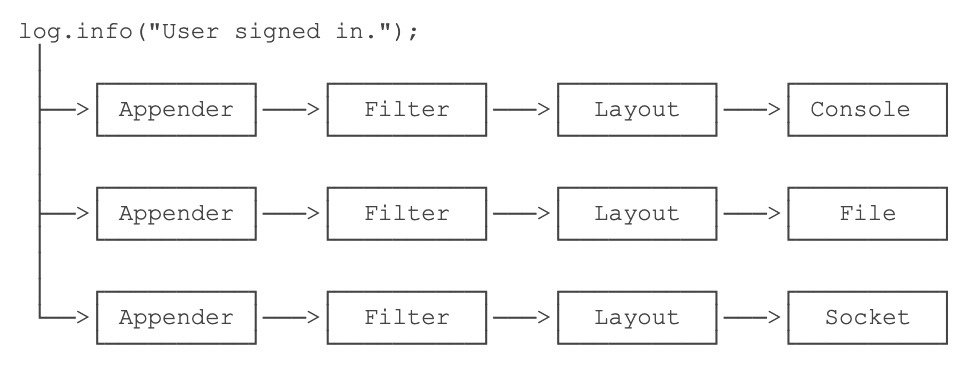 log.info("User signed in.");
Appender Filter Layout Console
Appender Filter Layout File
Appender Filter Layout Socket